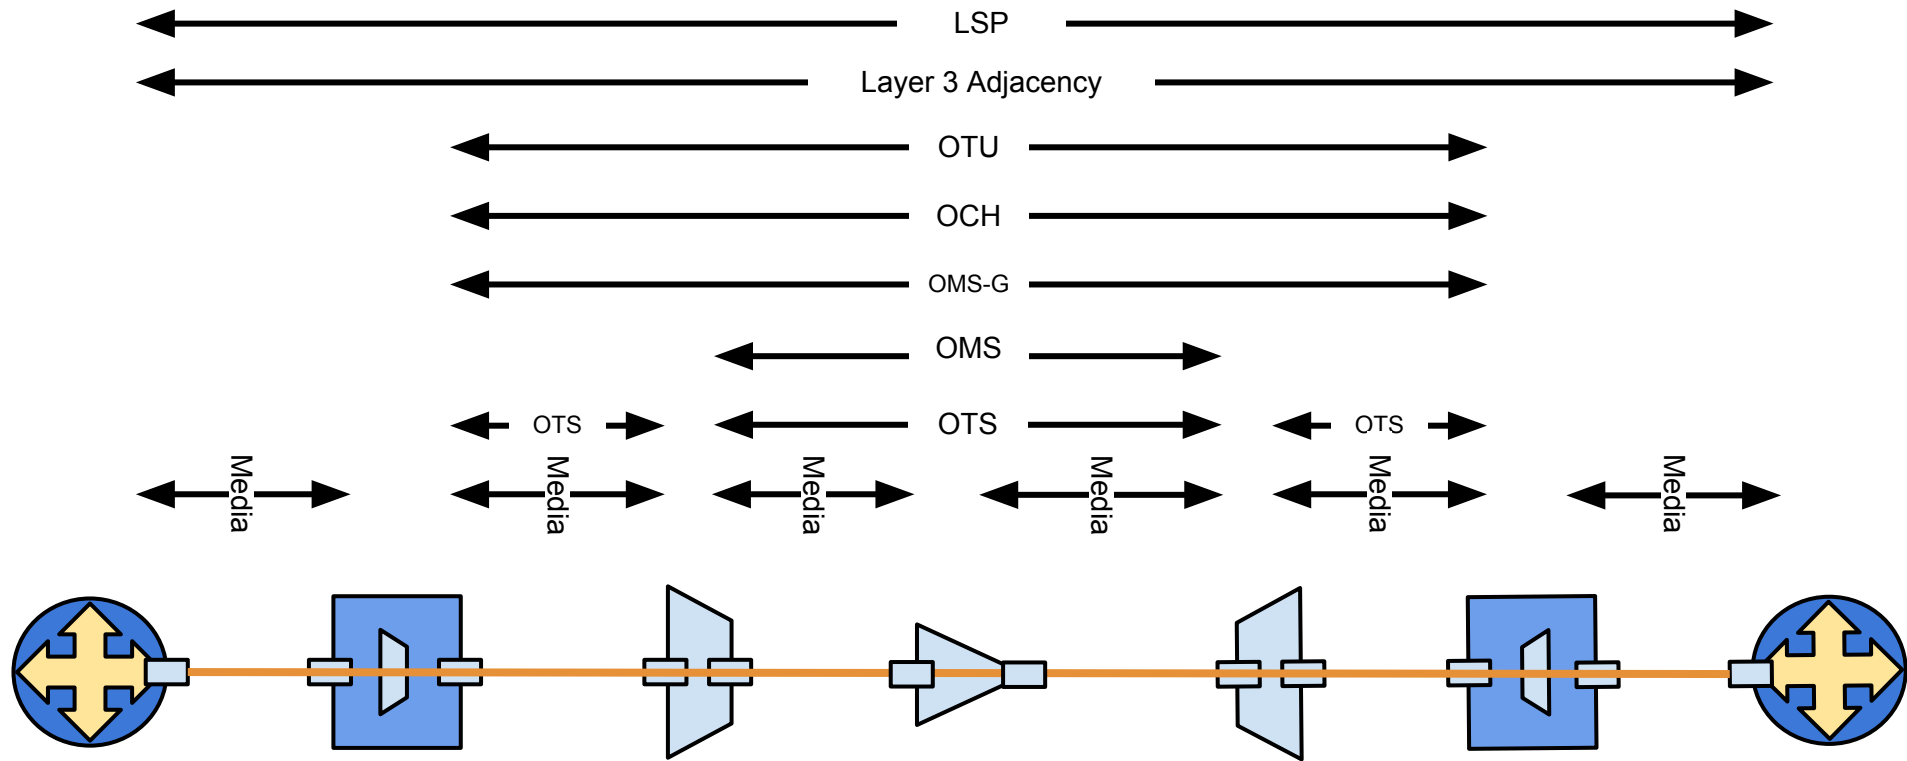 LSP
Layer 3 Adjacency
OTU
OCH
OMS-G
OMS
OTS
OTS
OTS
Media
Media
Media
Media
Media
Media